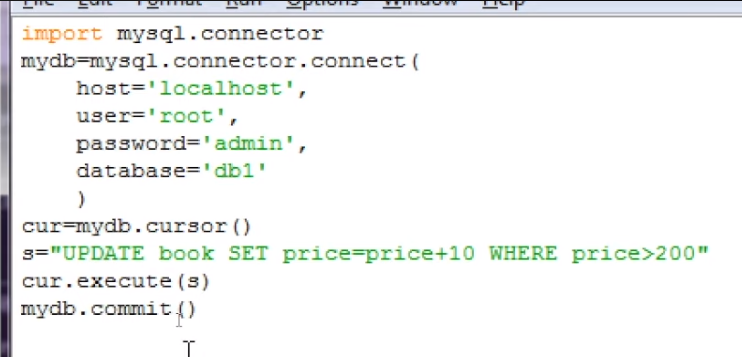 File Edit Format Run Options Window Help
import mysql.connector
mydb=mysql.connector.connect(
    host='localhost',
    user='root',
    password='admin',
    database='db1'
    )
cur=mydb.cursor()
s="UPDATE book SET price=price+10 WHERE price>200"
cur.execute(s)
mydb.commit()